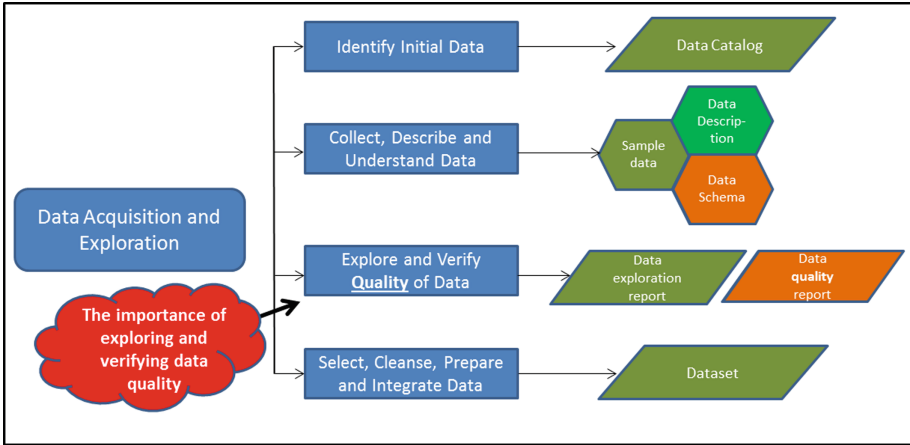 Identify Initial Data
Data Catalog
Collect, Describe and
Understand Data
Sample
data
Data
Descrip-
tion
Data
Schema
Data Acquisition and
Exploration
Explore and Verify
Quality of Data
Data
exploration
report
Data
quality
report
The importance of
exploring and
verifying data
quality
Select, Cleanse, Prepare
and Integrate Data
Dataset